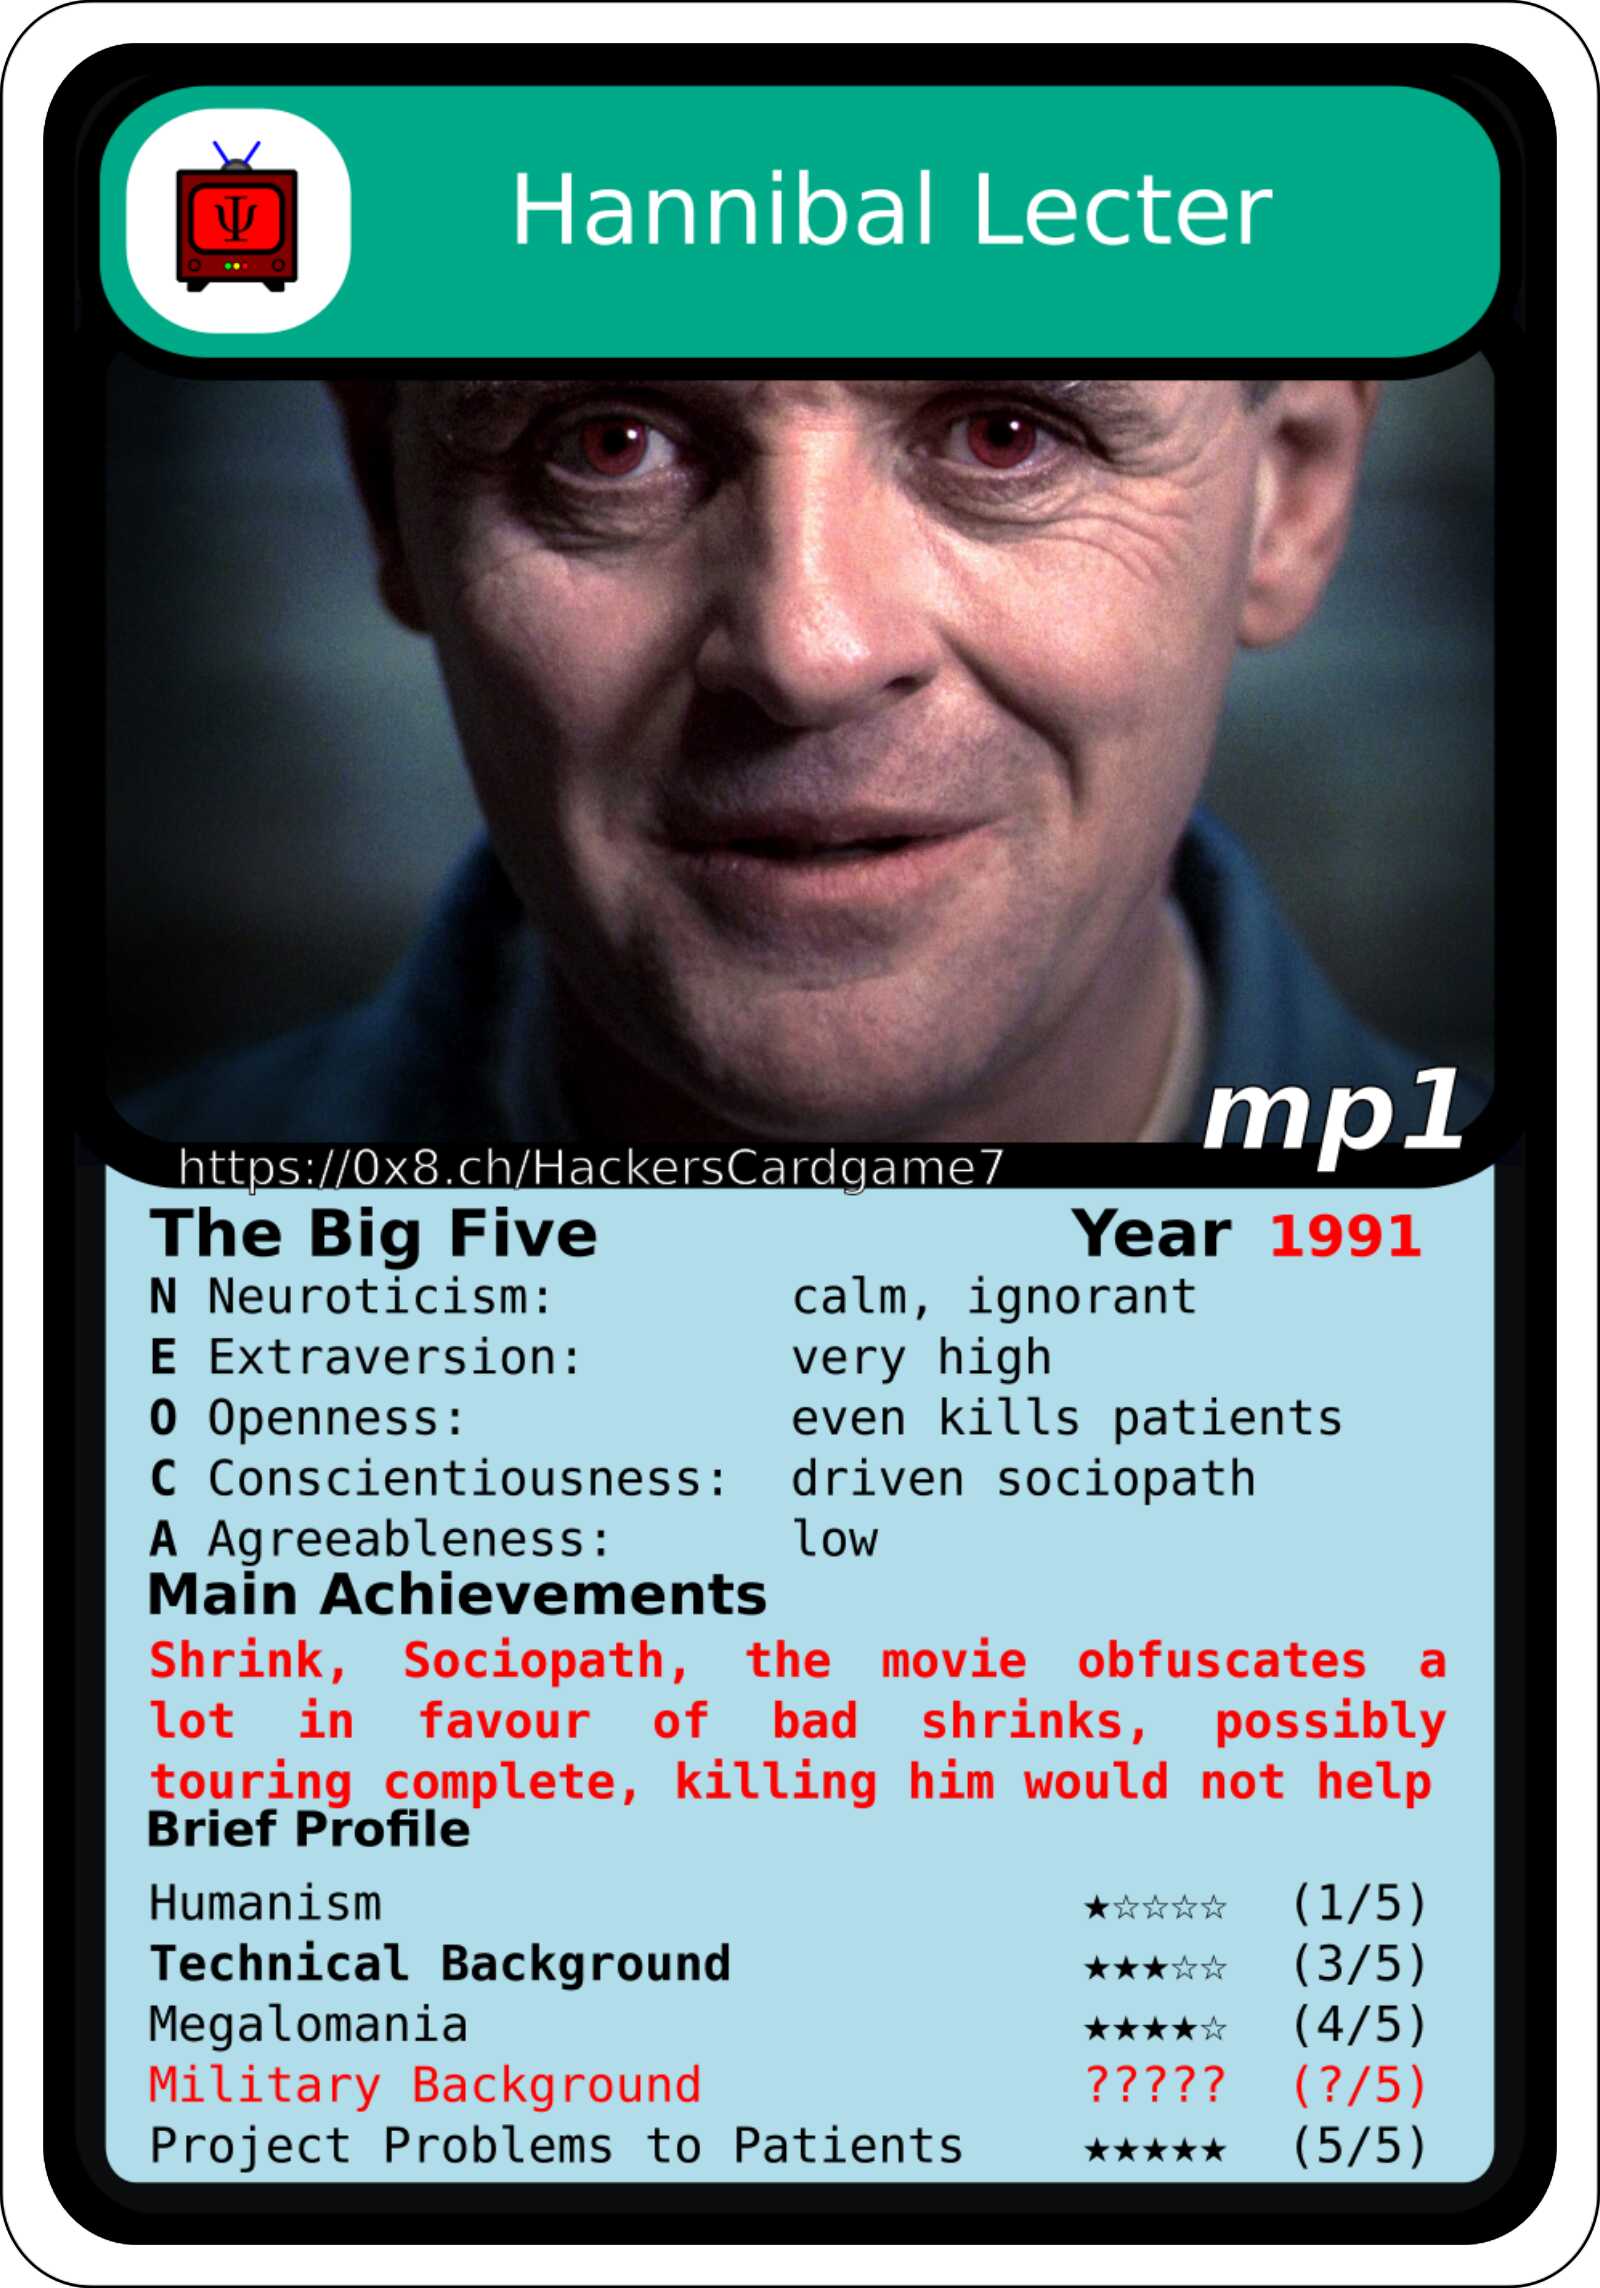 Ψ
Hannibal Lecter
mp1
https://0x8.ch/HackersCardgame7
The Big Five Year 1991
N Neuroticism: calm, ignorant
E Extraversion: very high
O Openness: even kills patients
C Conscientiousness: driven sociopath
A Agreeableness: low
Main Achievements
Shrink, Sociopath, the movie obfuscates a
lot in favour of bad shrinks, possibly
touring complete, killing him would not help
Brief Profile
Humanism ★☆☆☆☆ (1/5)
Technical Background ★★★☆☆ (3/5)
Megalomania ★★★★☆ (4/5)
Military Background ????? (?/5)
Project Problems to Patients ★★★★★ (5/5)